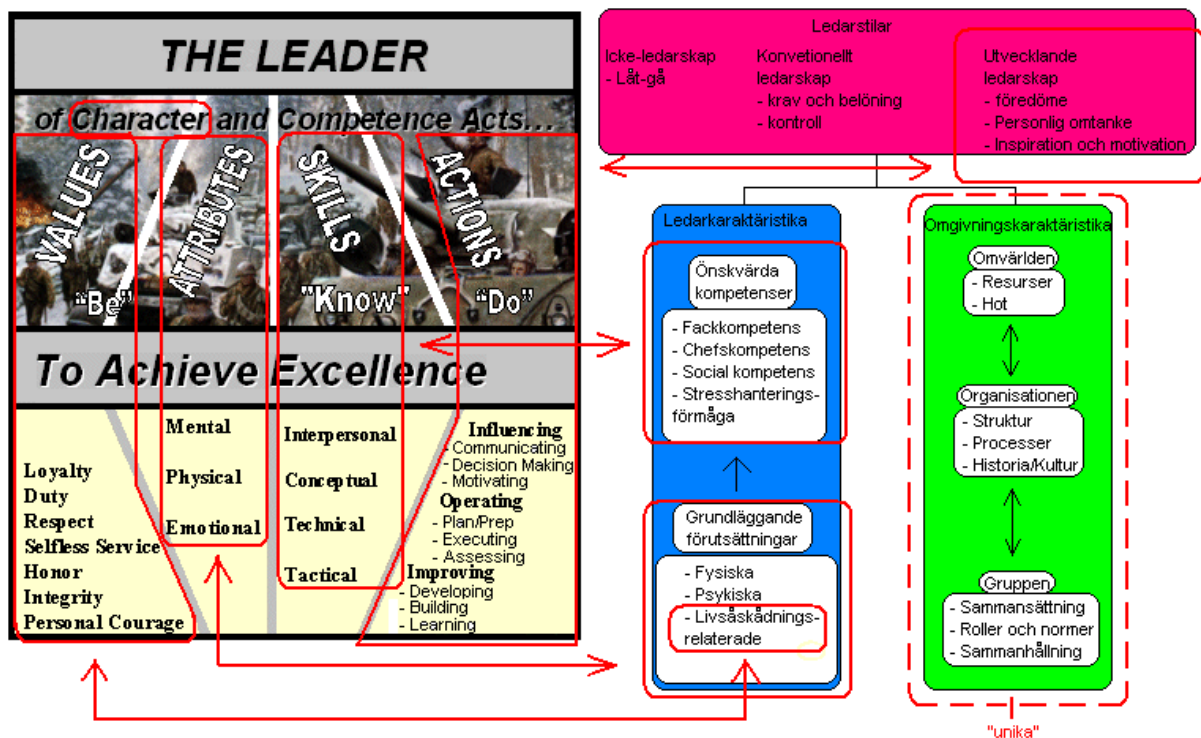 THE LEADER
of Character and Competence Acts...
VALUES
ATTRIBUTES
SKILLS
ACTIONS
“Be”
"Know"
“Do”
To Achieve Excellence
Loyalty
Duty
Respect
Selfless Service
Honor
Integrity
Personal Courage
Mental
Physical
Emotional
Interpersonal
Conceptual
Technical
Tactical
Influencing
- Communicating
- Decision Making
- Motivating
Operating
- Plan/Prep
- Executing
- Assessing
Improving
- Developing
- Building
- Learning
Ledarstilar
Icke-ledarskap
- Låt-gå
Konvetionellt
ledarskap
- krav och belöning
- kontroll
Utvecklande
ledarskap
- föredöme
- Personlig omtanke
- Inspiration och motivation
Ledarkaraktäristika
Önskvärda
kompetenser
- Fackkompetens
- Chefskompetens
- Social kompetens
- Stresshanterings-
förmåga
Grundläggande
förutsättningar
- Fysiska
- Psykiska
- Livsåskådnings-
relaterade
Omgivningskaraktäristika
Omvärlden
- Resurser
- Hot
Organisationen
- Struktur
- Processer
- Historia/Kultur
Gruppen
- Sammansättning
- Roller och normer
- Sammanhållning
"unika"